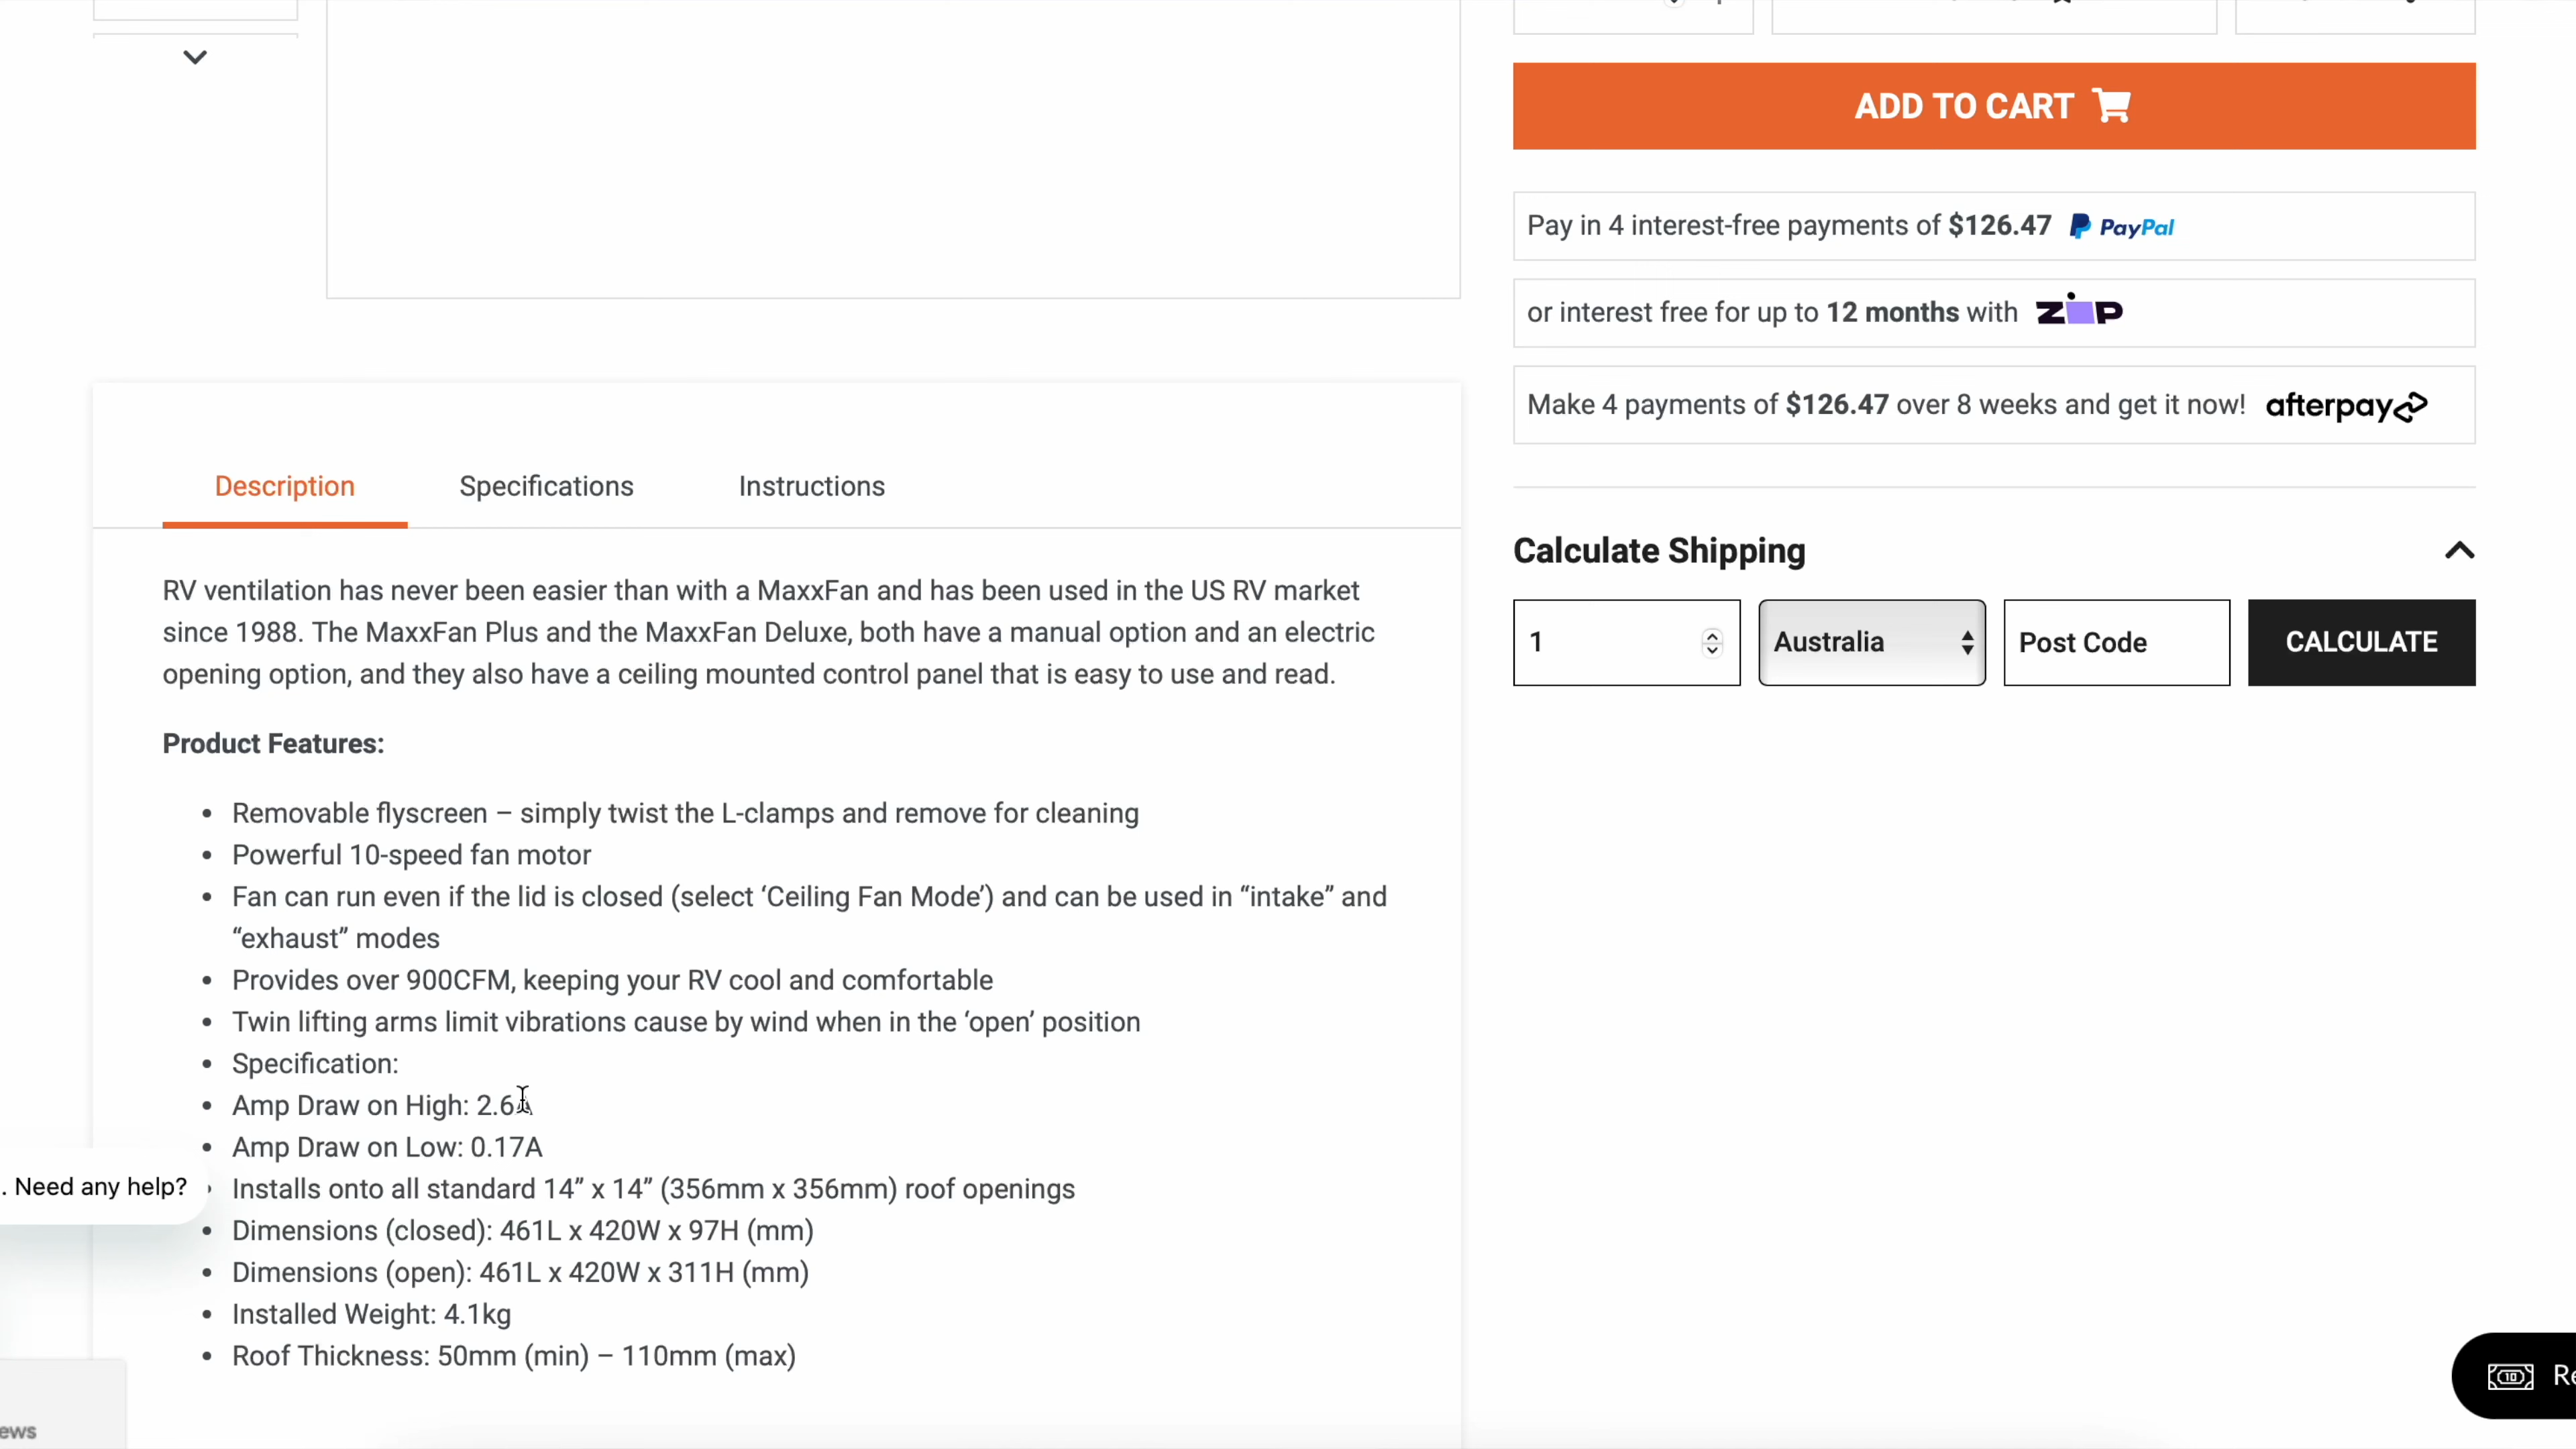 ADD TO CART
Pay in 4 interest-free payments of $126.47 PayPal
or interest free for up to 12 months with ZIP
Make 4 payments of $126.47 over 8 weeks and get it now! afterpay
Description Specifications Instructions
RV ventilation has never been easier than with a MaxxFan and has been used in the US RV market
since 1988. The MaxxFan Plus and the MaxxFan Deluxe, both have a manual option and an electric
opening option, and they also have a ceiling mounted control panel that is easy to use and read.
Product Features:
• Removable flyscreen – simply twist the L-clamps and remove for cleaning
• Powerful 10-speed fan motor
• Fan can run even if the lid is closed (select ‘Ceiling Fan Mode’) and can be used in “intake” and
“exhaust” modes
• Provides over 900CFM, keeping your RV cool and comfortable
• Twin lifting arms limit vibrations cause by wind when in the ‘open’ position
• Specification:
• Amp Draw on High: 2.6A
• Amp Draw on Low: 0.17A
• Installs onto all standard 14” x 14” (356mm x 356mm) roof openings
• Dimensions (closed): 461L x 420W x 97H (mm)
• Dimensions (open): 461L x 420W x 311H (mm)
• Installed Weight: 4.1kg
• Roof Thickness: 50mm (min) – 110mm (max)
. Need any help?
ews
Calculate Shipping
1 Australia Post Code CALCULATE
10 Re